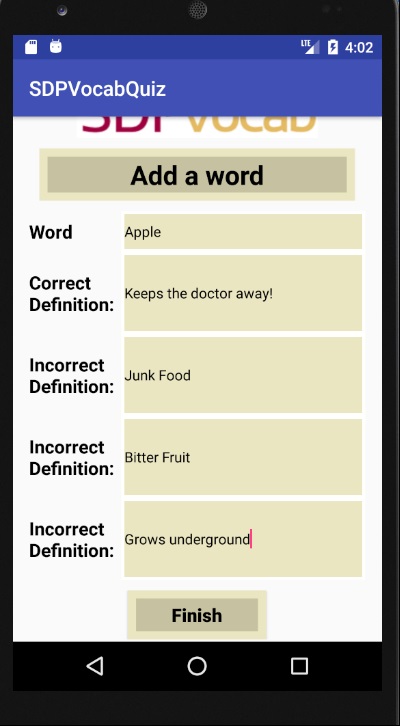 LTE 4:02
SDPVocabQuiz
SDP Vocab
Add a word
Word
Apple
Correct
Definition:
Keeps the doctor away!
Incorrect
Definition:
Junk Food
Incorrect
Definition:
Bitter Fruit
Incorrect
Definition:
Grows underground
Finish